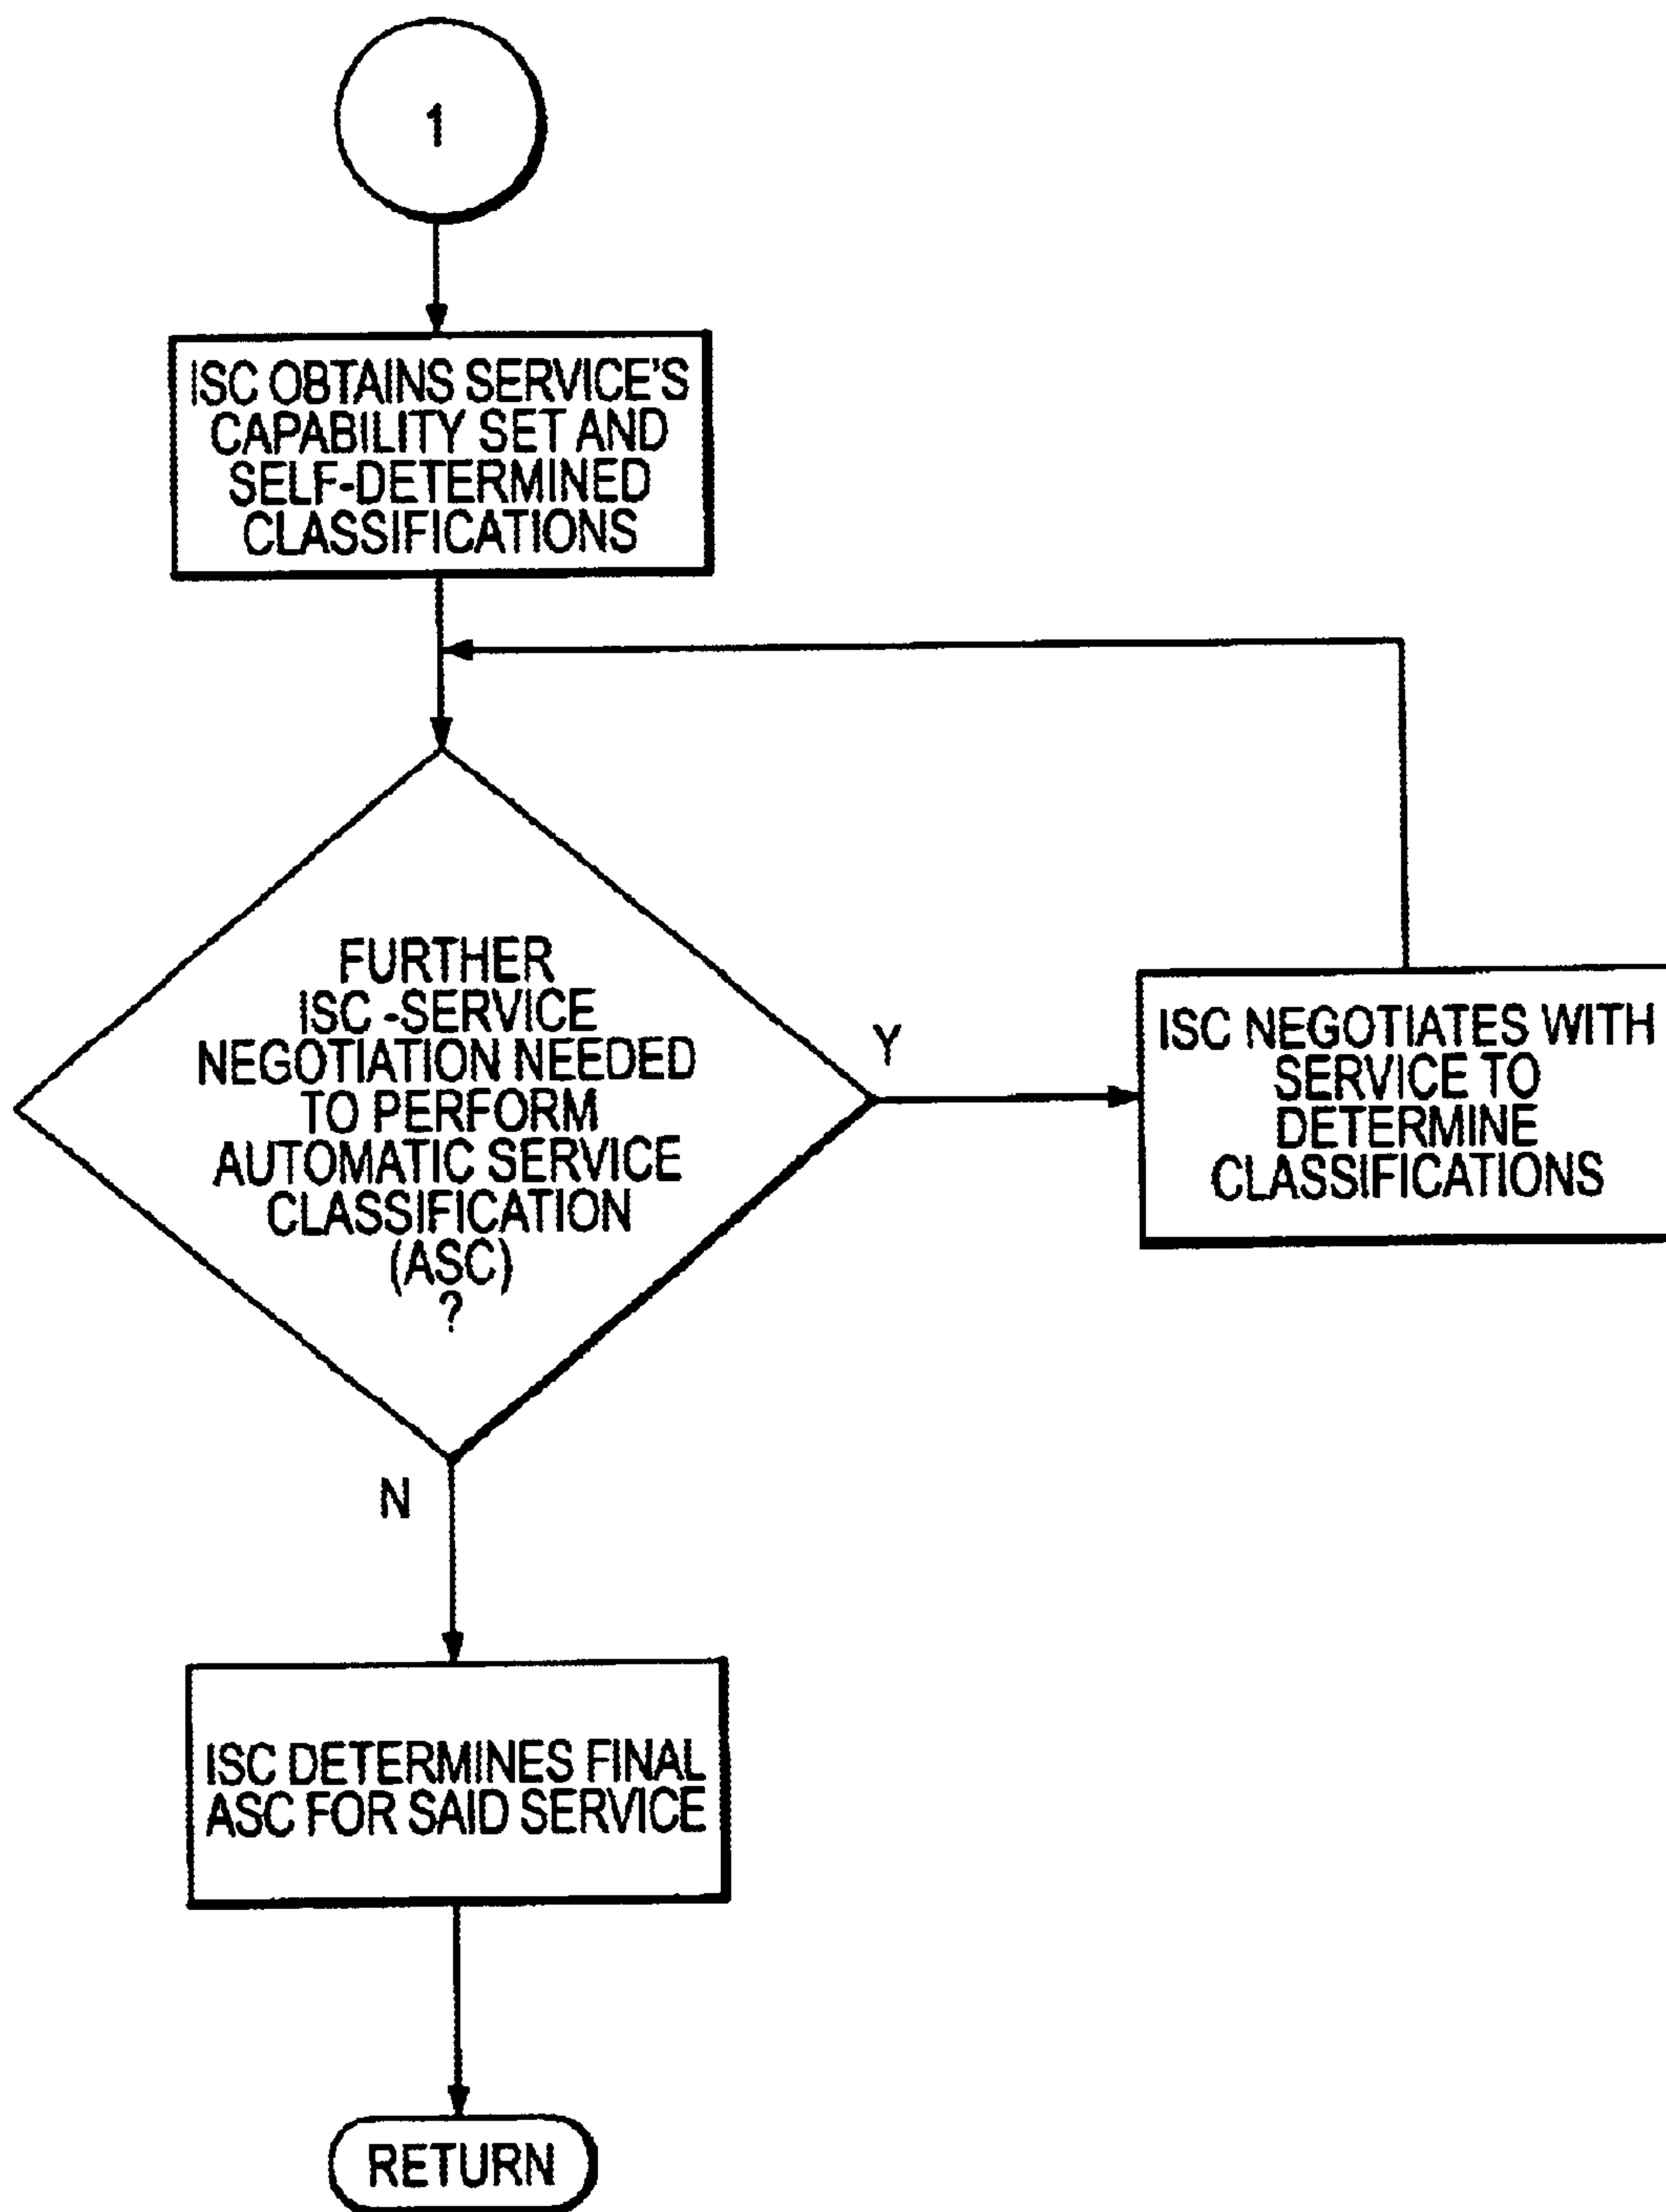 1
ISC OBTAINS SERVICE'S
CAPABILITY SET AND
SELF-DETERMINED
CLASSIFICATIONS
FURTHER
ISC -SERVICE
NEGOTIATION NEEDED
TO PERFORM
AUTOMATIC SERVICE
CLASSIFICATION
(ASC)
?
Y
ISC NEGOTIATES WITH
SERVICE TO
DETERMINE
CLASSIFICATIONS
N
ISC DETERMINES FINAL
ASC FOR SAID SERVICE
RETURN